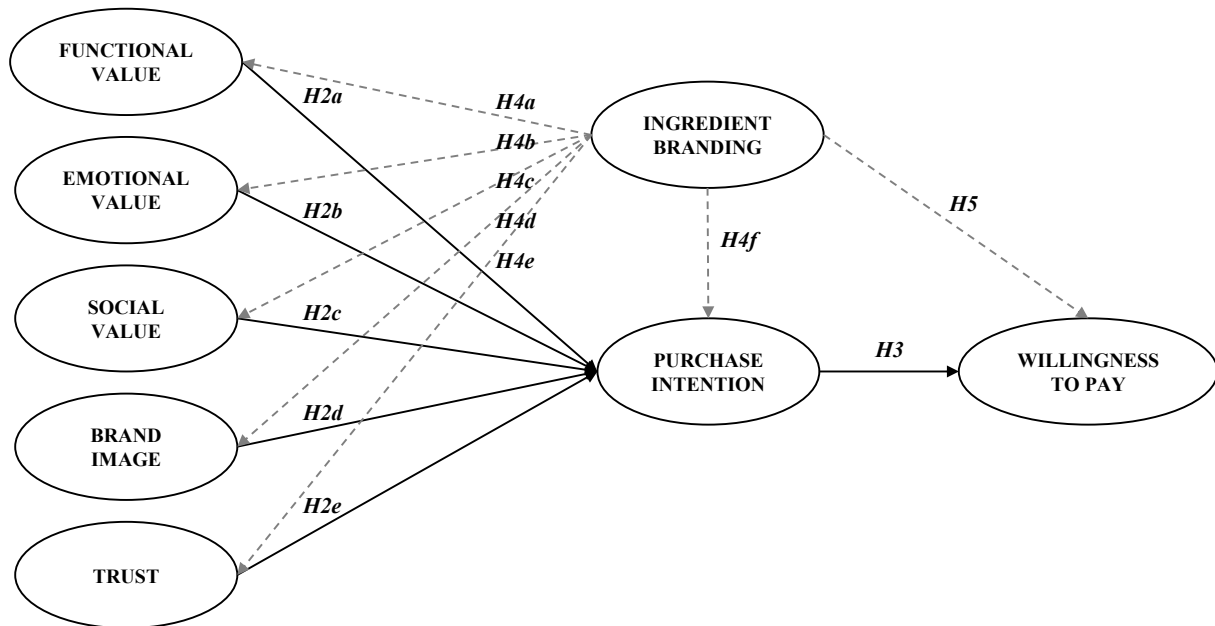 FUNCTIONAL
VALUE
H2a
H4a
INGREDIENT
BRANDING
H4b
EMOTIONAL
VALUE
H2b
H4c
H4d
H4e
H5
H4f
SOCIAL
VALUE
H2c
PURCHASE
INTENTION
H3
WILLINGNESS
TO PAY
BRAND
IMAGE
H2d
H2e
TRUST